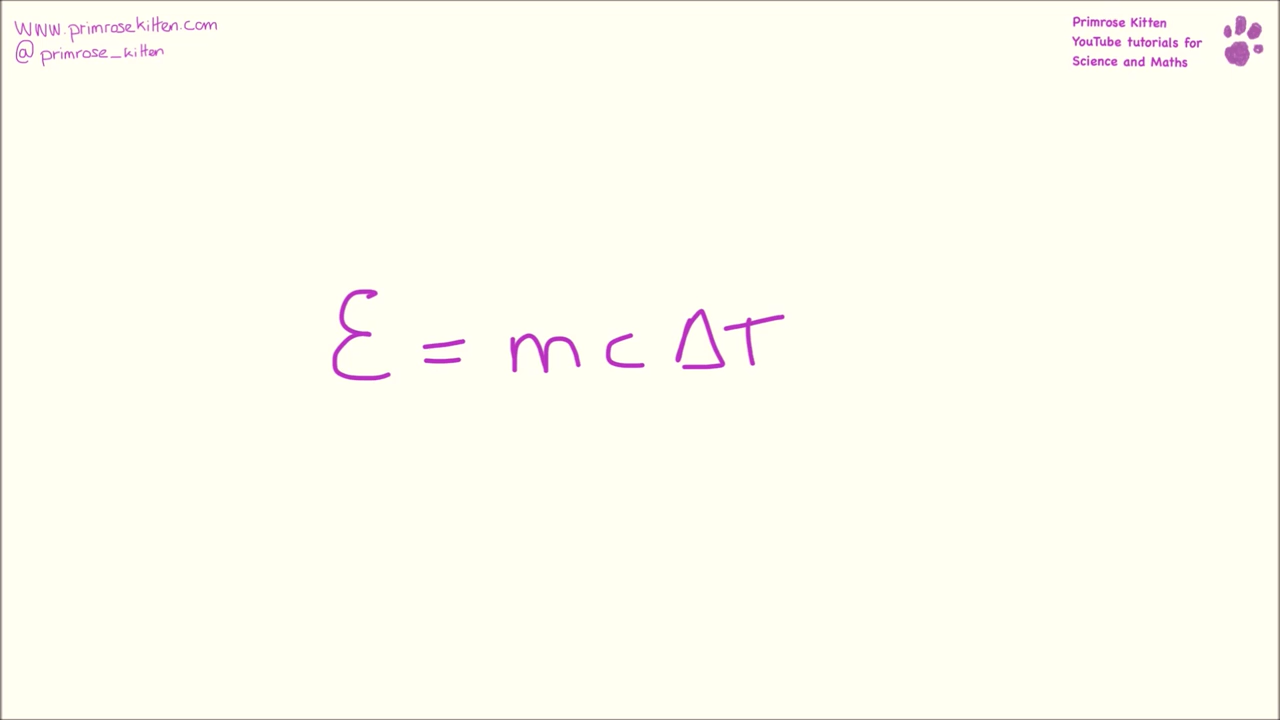 www.primrosekitten.com
@primrose_kitten
Primrose Kitten
YouTube tutorials for
Science and Maths
E = mcΔT